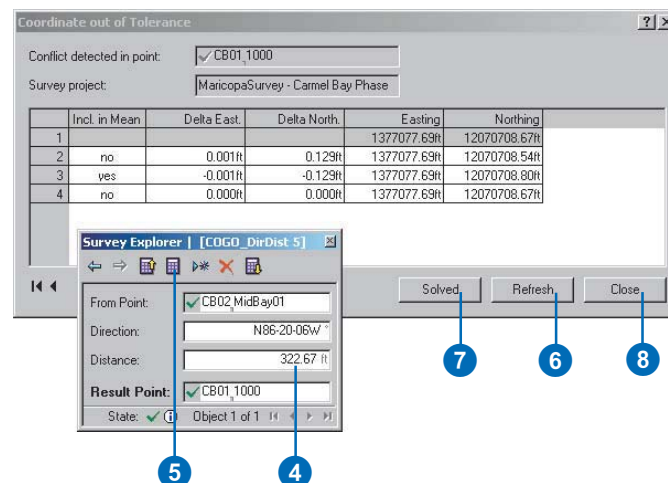 Coordinate out of Tolerance
Conflict detected in point: CB01,1000
Survey project: MaricopaSurvey - Carmel Bay Phase
Incl. in Mean Delta East. Delta North. Easting Northing
1 1377077.69ft 12070708.67ft
2 no 0.001ft 0.129ft 1377077.69ft 12070708.54ft
3 yes -0.001ft -0.129ft 1377077.69ft 12070708.80ft
4 no 0.000ft 0.000ft 1377077.69ft 12070708.67ft
Survey Explorer | [COGO_DirDist 5]
From Point: CB02,MidBay01
Direction: N86-20-06W °
Distance: 322.67 ft
Result Point: CB01,1000
State: Object 1 of 1
Solved Refresh Close
7 6 8
5 4